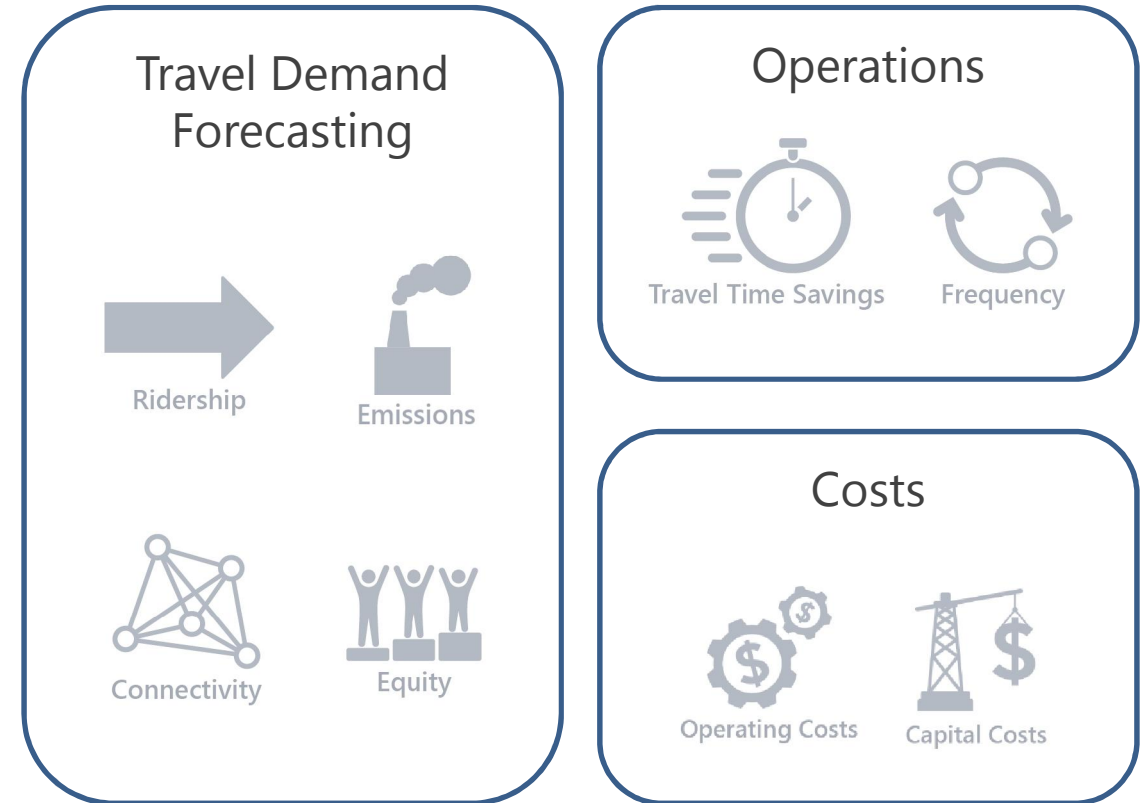 Travel Demand
Forecasting
Ridership
Emissions
Connectivity
Equity
Operations
Travel Time Savings
Frequency
Costs
$
$
Operating Costs
$
Capital Costs